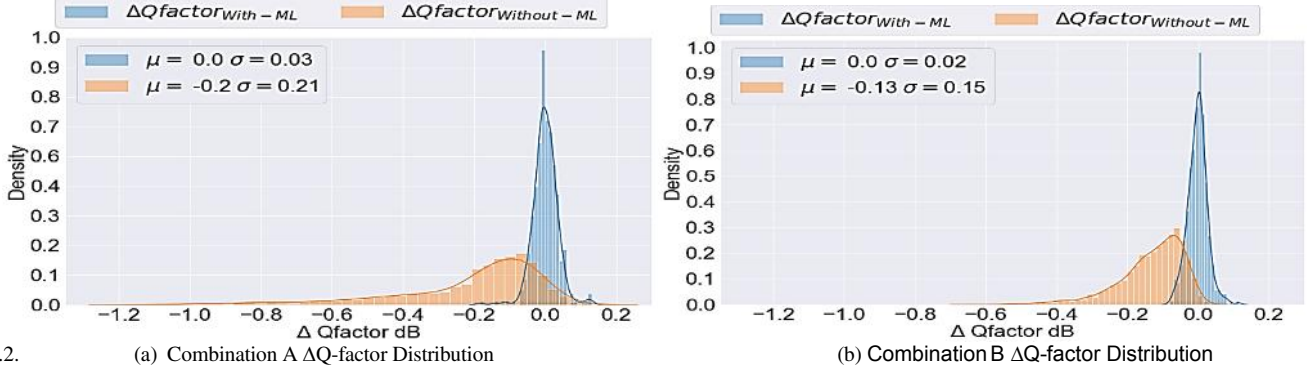 ΔQfactorWith−ML ΔQfactorWithout−ML
μ = 0.0 σ = 0.03
μ = -0.2 σ = 0.21
1.0
0.9
0.8
0.7
0.6
0.5
0.4
0.3
0.2
0.1
0.0
Density
−1.2 −1.0 −0.8 −0.6 −0.4 −0.2 0.0 0.2
Δ Qfactor dB
(a) Combination A ΔQ-factor Distribution
ΔQfactorWith−ML ΔQfactorWithout−ML
μ = 0.0 σ = 0.02
μ = -0.13 σ = 0.15
1.0
0.9
0.8
0.7
0.6
0.5
0.4
0.3
0.2
0.1
0.0
Density
−1.2 −1.0 −0.8 −0.6 −0.4 −0.2 0.0 0.2
Δ Qfactor dB
(b) Combination B ΔQ-factor Distribution
.2.